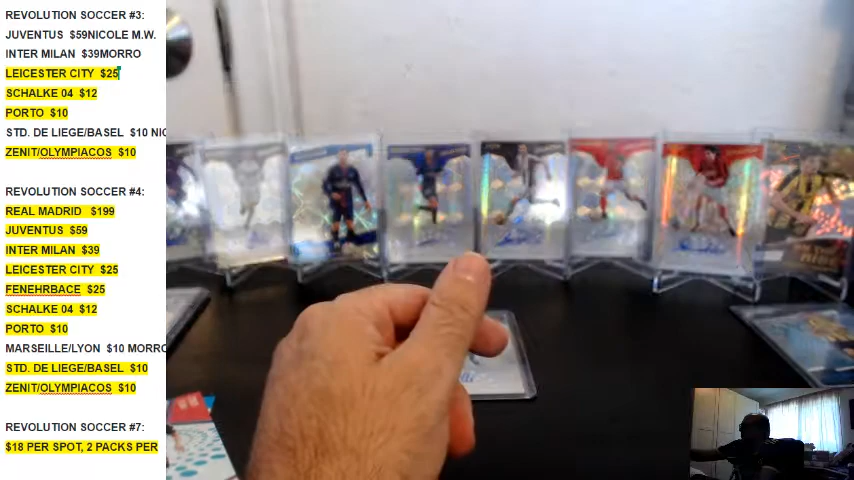 REVOLUTION SOCCER #3:
JUVENTUS $59NICOLE M.W.
INTER MILAN $39MORRO
LEICESTER CITY $25
SCHALKE 04 $12
PORTO $10
STD. DE LIEGE/BASEL $10 NIC
ZENIT/OLYMPIACOS $10
REVOLUTION SOCCER #4:
REAL MADRID $199
JUVENTUS $59
INTER MILAN $39
LEICESTER CITY $25
FENEHRBACE $25
SCHALKE 04 $12
PORTO $10
MARSEILLE/LYON $10 MORRO
STD. DE LIEGE/BASEL $10
ZENIT/OLYMPIACOS $10
REVOLUTION SOCCER #7:
$18 PER SPOT, 2 PACKS PER